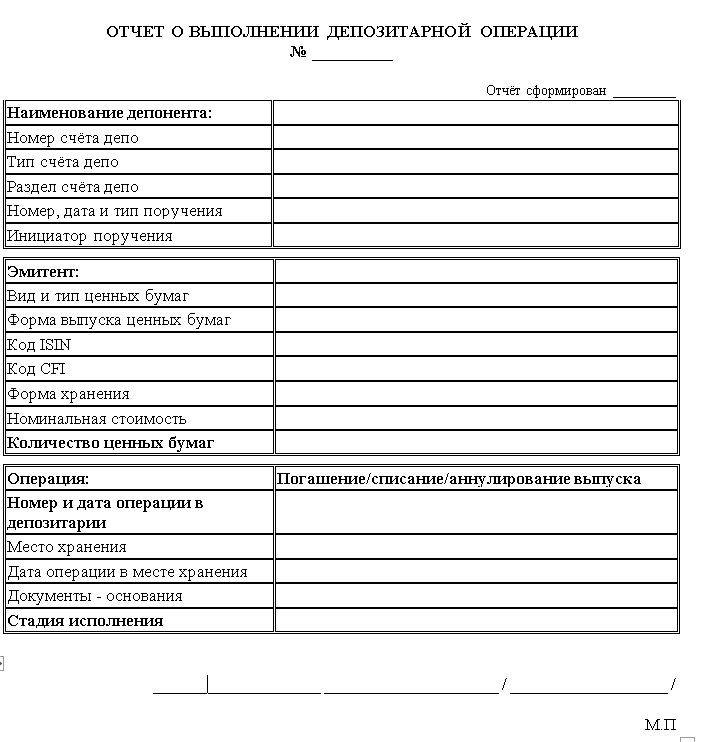 ОТЧЕТ О ВЫПОЛНЕНИИ ДЕПОЗИТАРНОЙ ОПЕРАЦИИ
№ __________
Отчёт сформирован _________
Наименование депонента:
Номер счёта депо
Тип счёта депо
Раздел счёта депо
Номер, дата и тип поручения
Инициатор поручения
Эмитент:
Вид и тип ценных бумаг
Форма выпуска ценных бумаг
Код ISIN
Код CFI
Форма хранения
Номинальная стоимость
Количество ценных бумаг
Операция: Погашение/списание/аннулирование выпуска
Номер и дата операции в
депозитарии
Место хранения
Дата операции в месте хранения
Документы - основания
Стадия исполнения
____________________ ____________________ / __________________ /
М.П